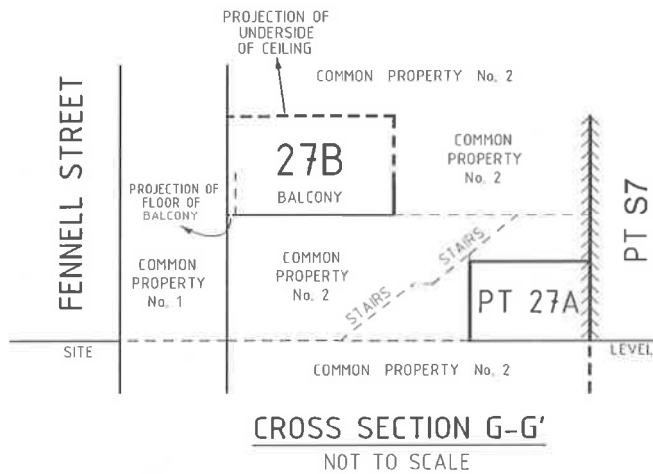 PROJECTION OF
UNDERSIDE
OF CEILING
COMMON PROPERTY No. 2
FENNELL STREET
27B
BALCONY
COMMON
PROPERTY
No. 2
PROJECTION OF
FLOOR OF
BALCONY
PT S7
COMMON
PROPERTY
No. 1
COMMON
PROPERTY
No. 2
STAIRS
STAIRS
PT 27A
SITE
LEVEL
COMMON PROPERTY No. 2
CROSS SECTION G-G'
NOT TO SCALE